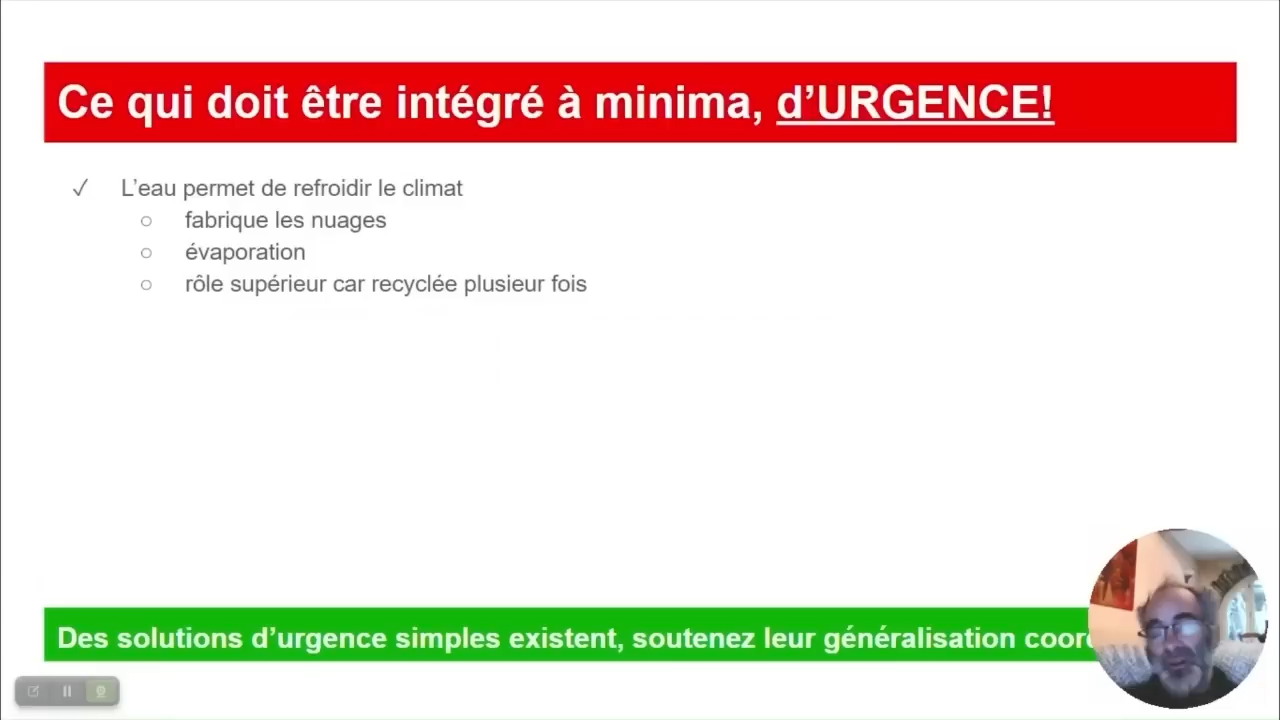 Ce qui doit être intégré à minima, d’URGENCE!
✓ L’eau permet de refroidir le climat
○ fabrique les nuages
○ évaporation
○ rôle supérieur car recyclée plusieur fois
Des solutions d’urgence simples existent, soutenez leur généralisation